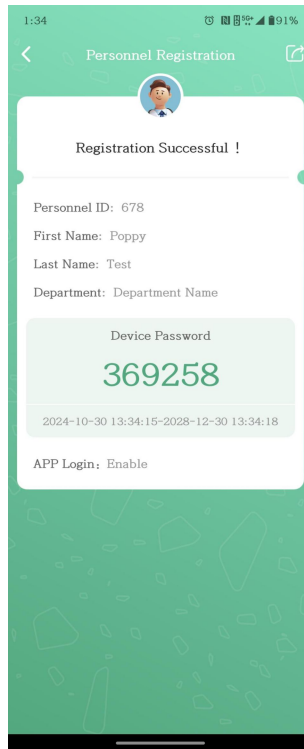 1:34 5G+ 91%
Personnel Registration
Registration Successful !
Personnel ID: 678
First Name: Poppy
Last Name: Test
Department: Department Name
Device Password
369258
2024-10-30 13:34:15-2028-12-30 13:34:18
APP Login: Enable